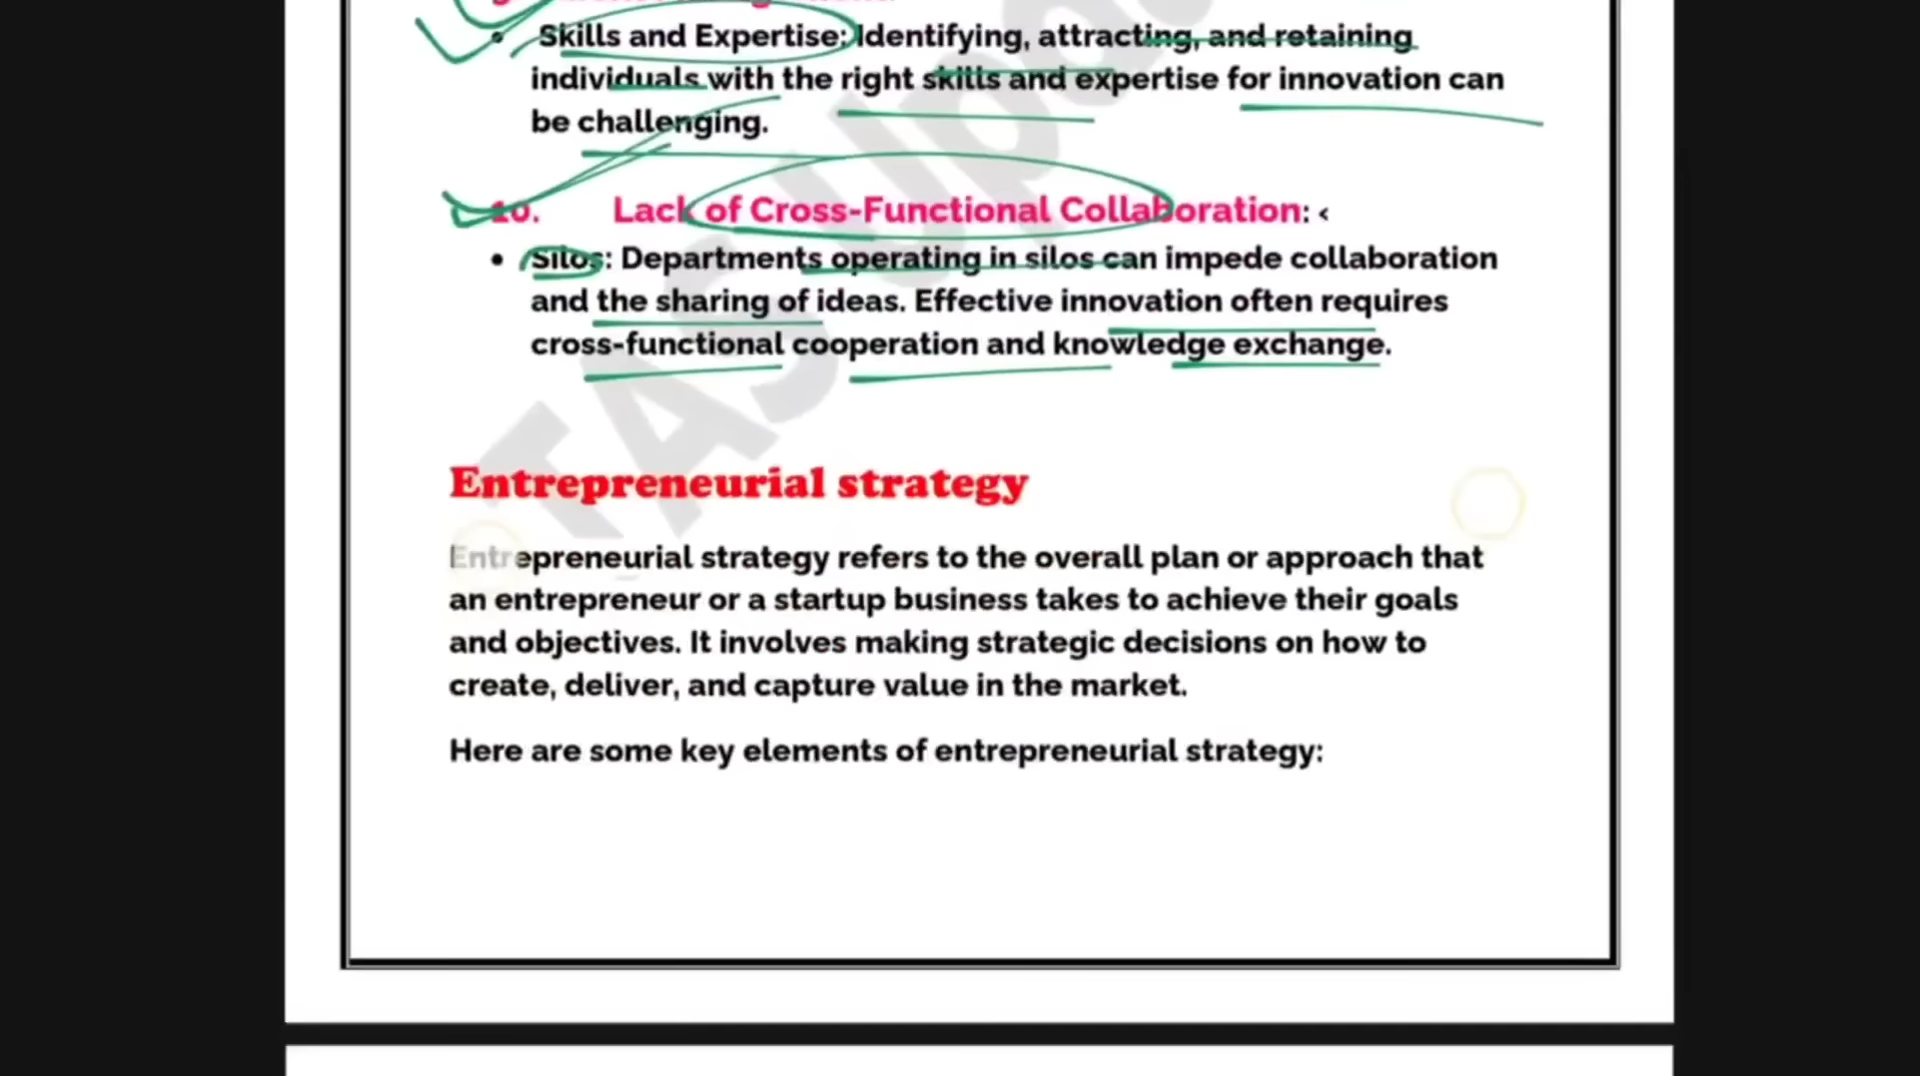 Skills and Expertise: Identifying, attracting, and retaining
individuals with the right skills and expertise for innovation can
be challenging.
10. Lack of Cross-Functional Collaboration: <
Silos: Departments operating in silos can impede collaboration
and the sharing of ideas. Effective innovation often requires
cross-functional cooperation and knowledge exchange.
Entrepreneurial strategy
Entrepreneurial strategy refers to the overall plan or approach that
an entrepreneur or a startup business takes to achieve their goals
and objectives. It involves making strategic decisions on how to
create, deliver, and capture value in the market.
Here are some key elements of entrepreneurial strategy: